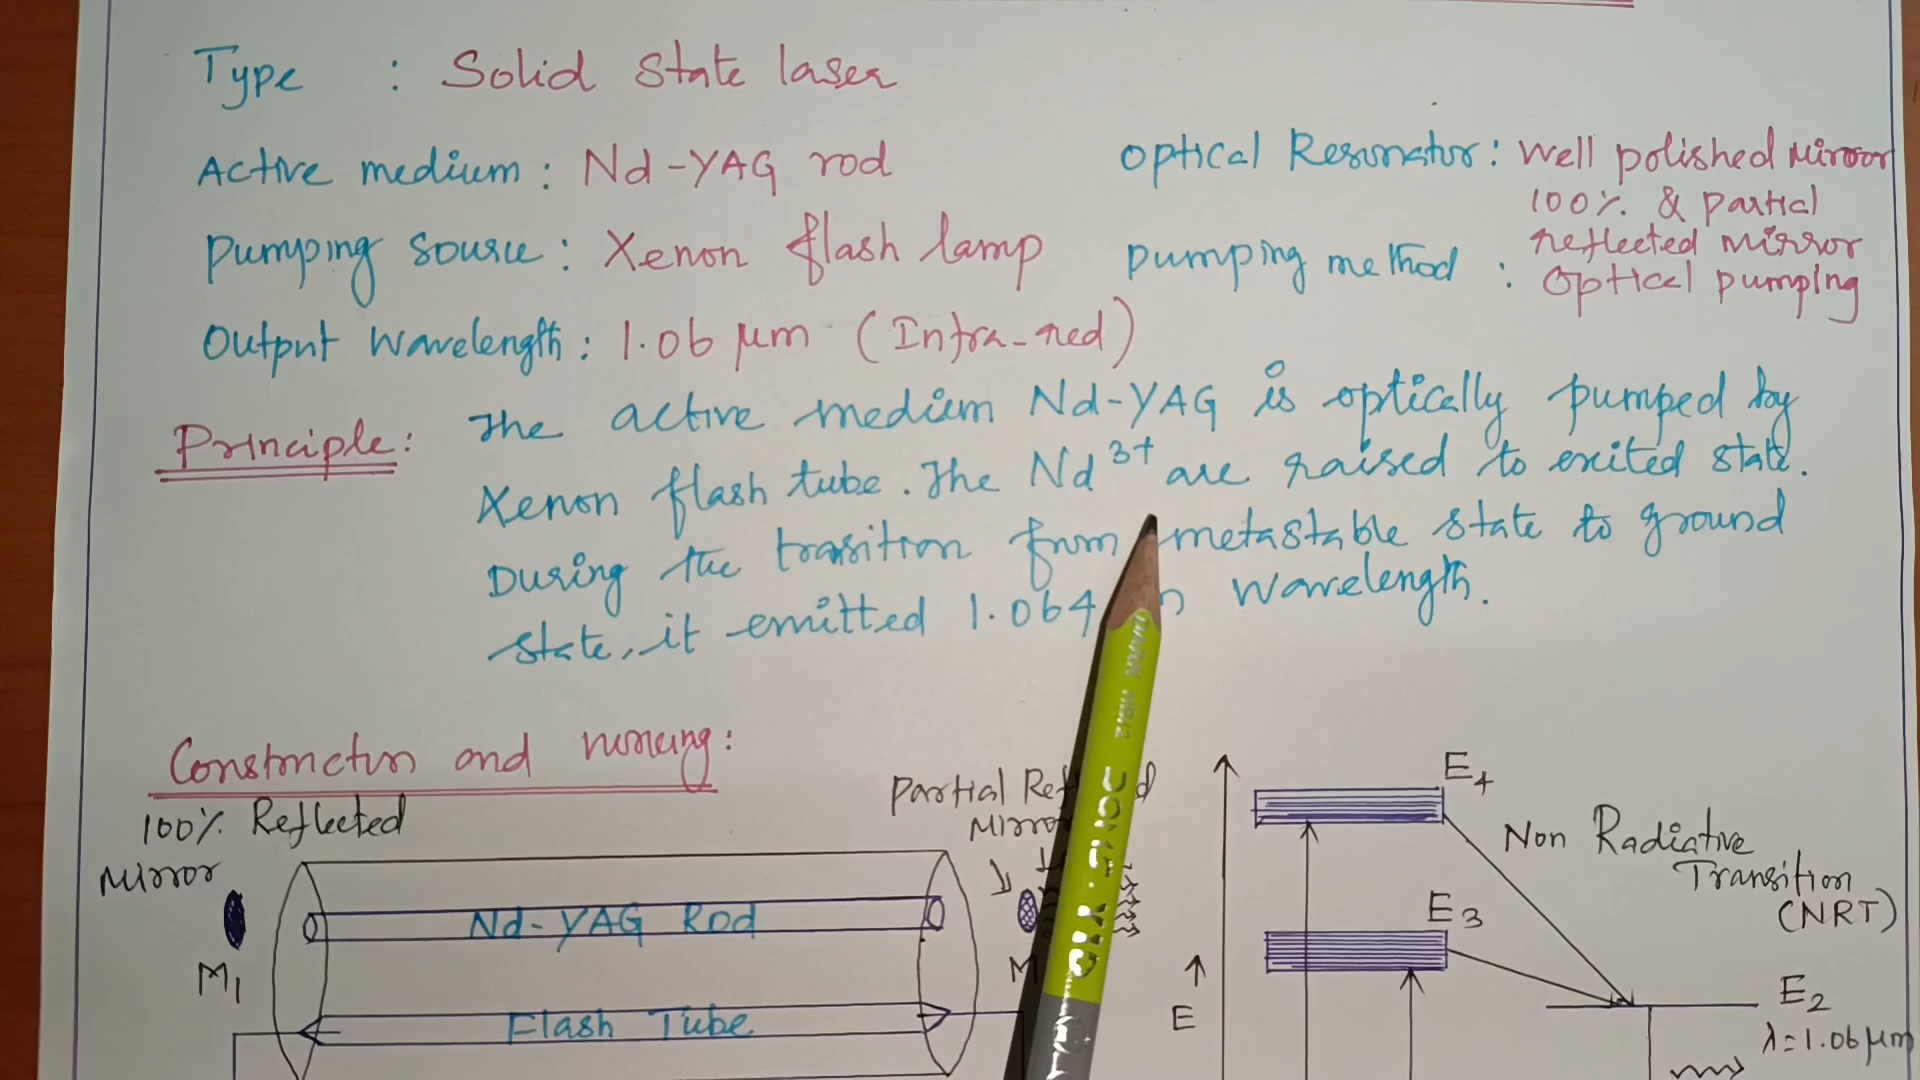 Type : Solid State laser
Active medium : Nd-YAG rod
Pumping source : Xenon flash lamp
Output wavelength : 1.06 μm (Infra-red)
Optical Resonator : Well polished Mirror
100% & partial
reflected mirror
Pumping method : Optical pumping
Principle : The active medium Nd-YAG is optically pumped by
Xenon flash tube. The Nd³⁺ are raised to exited state.
During the transition from metastable state to ground
state, it emitted 1.064 wavelength.
Construction and working :
100% Reflected
Mirror
M₁
Nd-YAG Rod
Flash Tube
Partial
Mirror
M
E₄
Non Radiative
Transition
(NRT)
E₃
E
E₂
λ=1.06μm